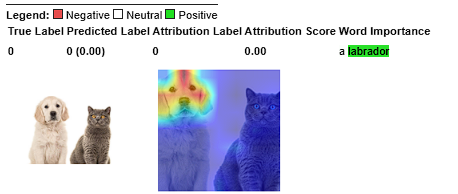 Legend: Negative Neutral Positive
True Label Predicted Label Attribution Label Attribution Score Word Importance
0 0 (0.00) 0 0.00 a labrador